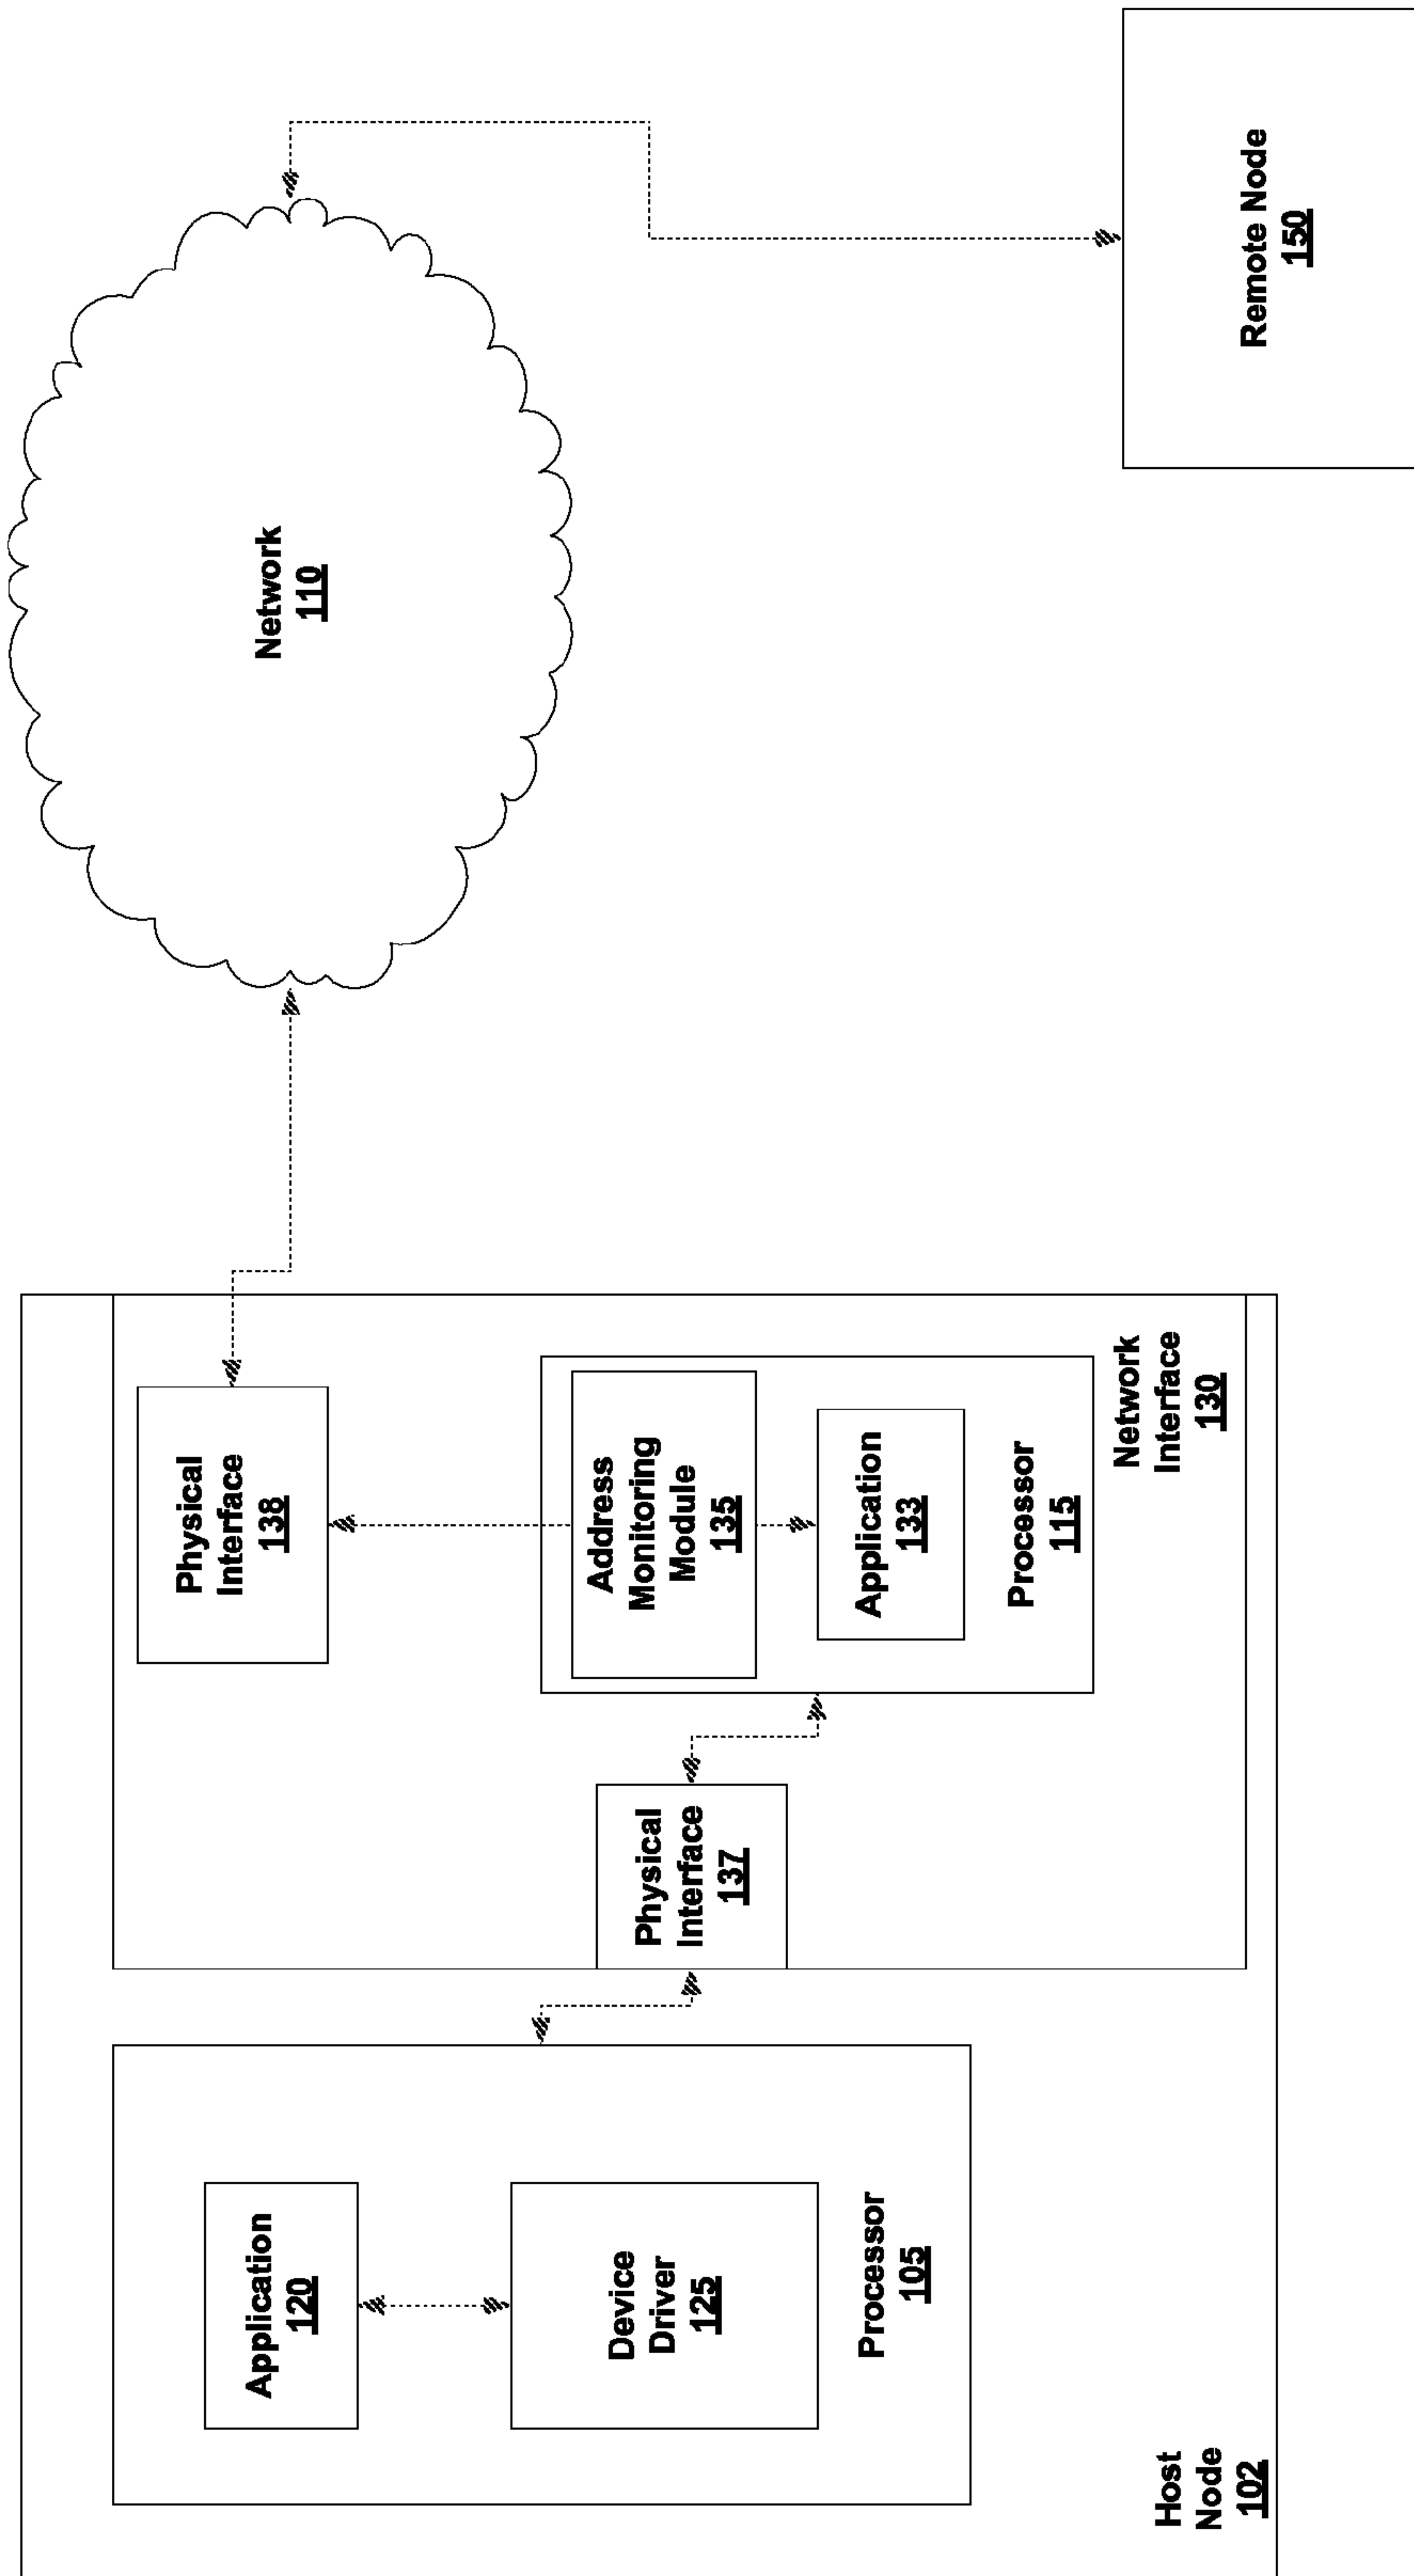 Application
120
Device
Driver
125
Processor
105
Host
Node
102
Physical
Interface
137
Physical
Interface
138
Address
Monitoring
Module
135
Application
133
Processor
115
Network
Interface
130
Network
110
Remote Node
150